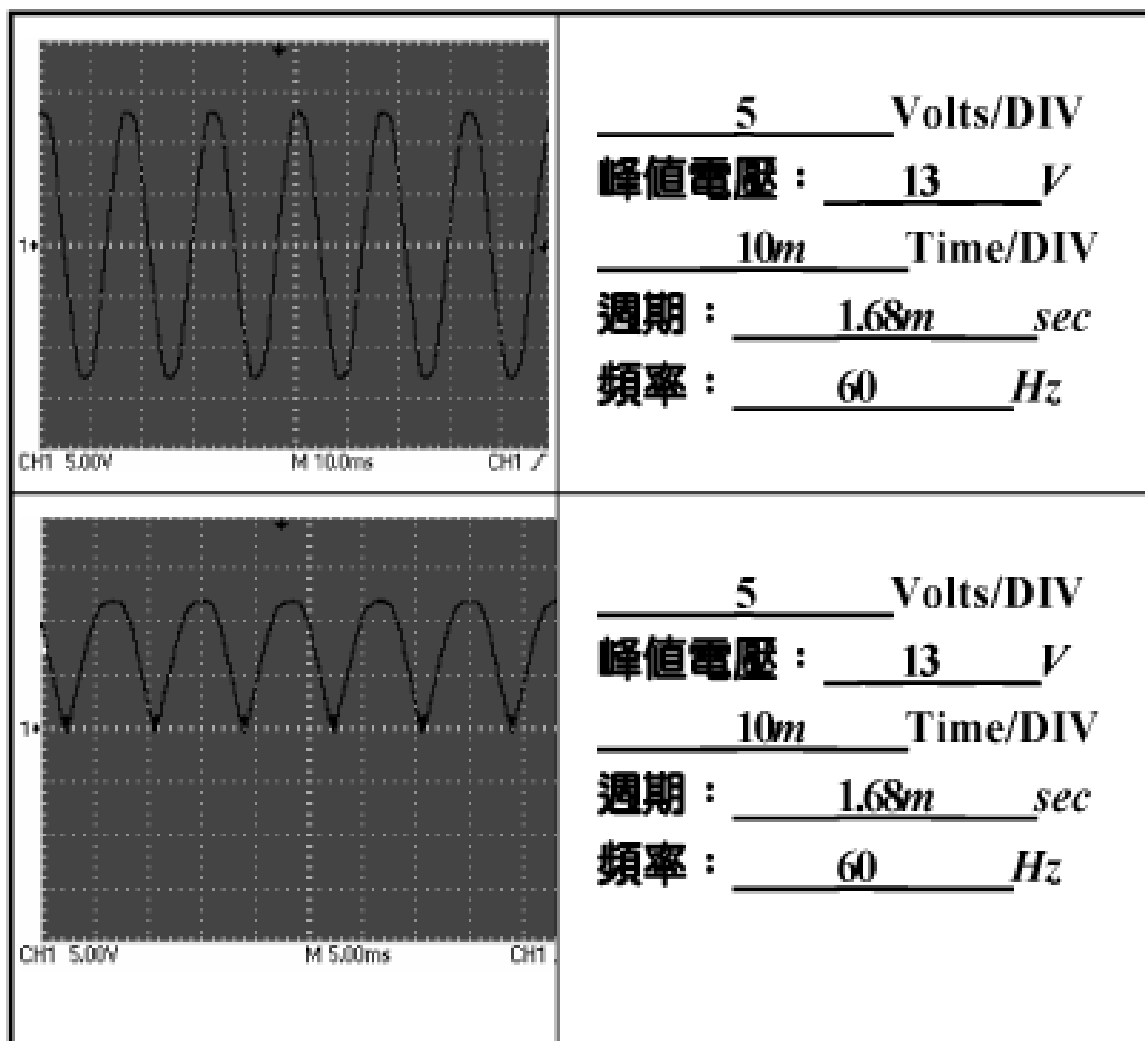 5 Volts/DIV
峰值電壓： 13 V
10m Time/DIV
週期： 1.68m sec
頻率： 60 Hz
1
CH1 5.00V M 10.0ms CH1
5 Volts/DIV
峰值電壓： 13 V
10m Time/DIV
週期： 1.68m sec
頻率： 60 Hz
1
CH1 5.00V M 5.00ms CH1